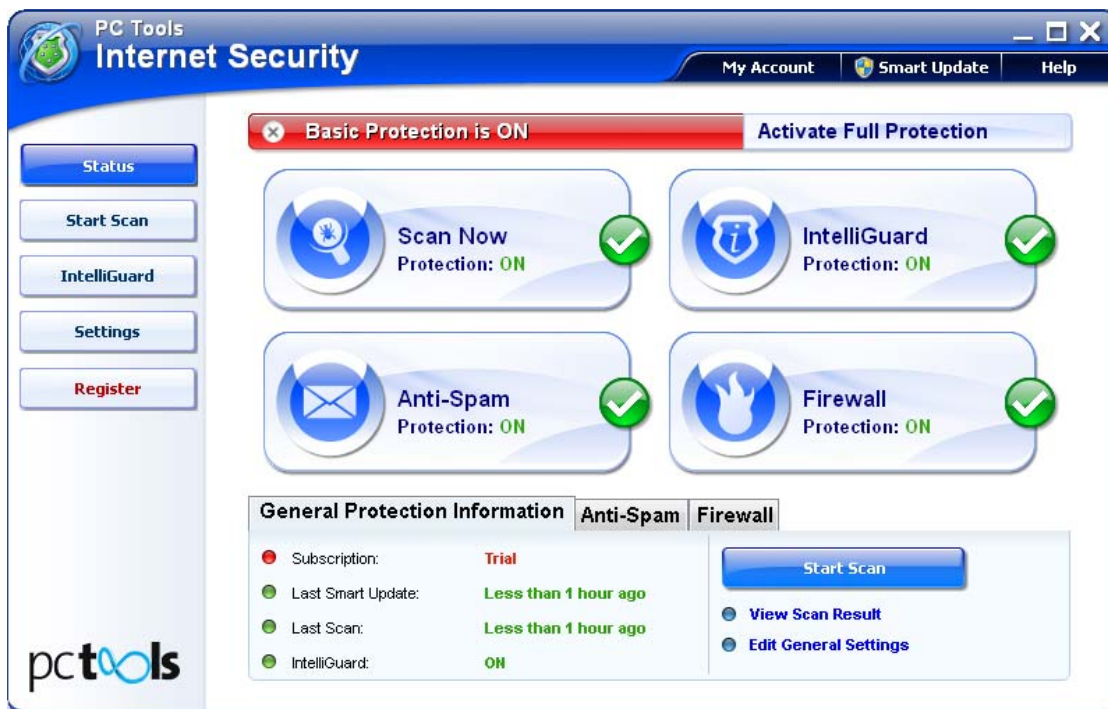 PC Tools
Internet Security
My Account
Smart Update
Help
Basic Protection is ON
Activate Full Protection
Status
Start Scan
IntelliGuard
Settings
Register
Scan Now
Protection: ON
IntelliGuard
Protection: ON
Anti-Spam
Protection: ON
Firewall
Protection: ON
General Protection Information
Anti-Spam
Firewall
Subscription: Trial
Last Smart Update: Less than 1 hour ago
Last Scan: Less than 1 hour ago
IntelliGuard: ON
Start Scan
View Scan Result
Edit General Settings
pctools